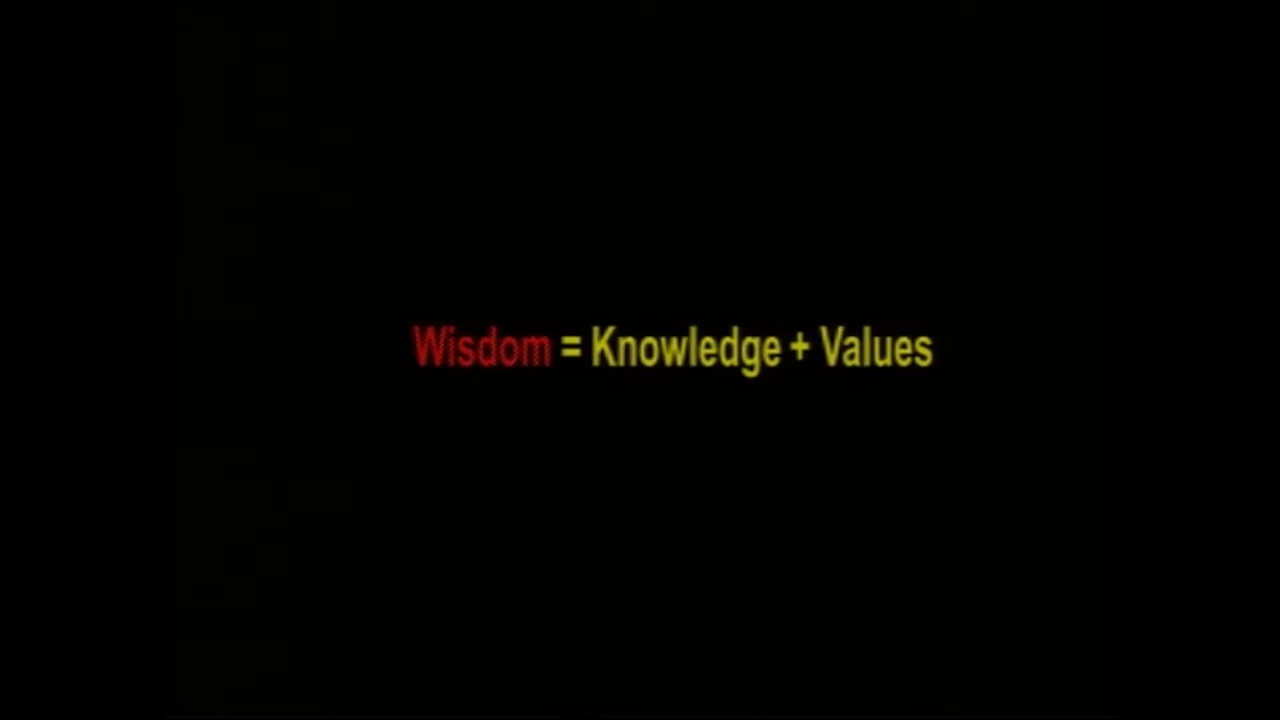 Wisdom = Knowledge + Values